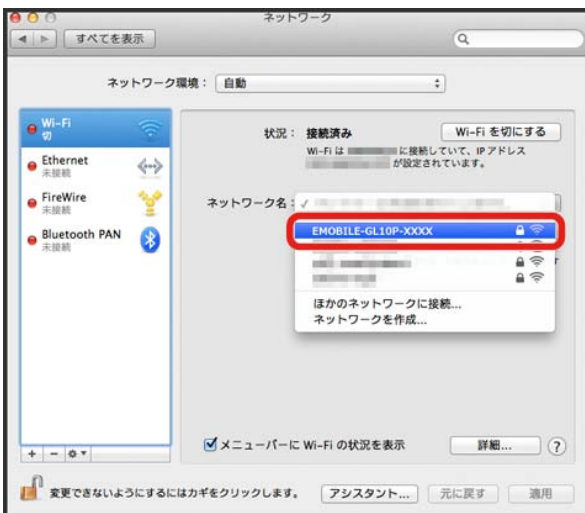 ネットワーク
すべてを表示
ネットワーク環境： 自動
Wi-Fi
切
Ethernet
未接続
FireWire
未接続
Bluetooth PAN
未接続
状況： 接続済み
Wi-Fi を切にする
Wi-Fi は に接続していて、IP アドレス
が設定されています。
ネットワーク名：
EMOBILE-GL10P-XXXX
ほかのネットワークに接続...
ネットワークを作成...
メニューバーに Wi-Fi の状況を表示
詳細...
?
変更できないようにするにはカギをクリックします。
アシスタント...
元に戻す
適用